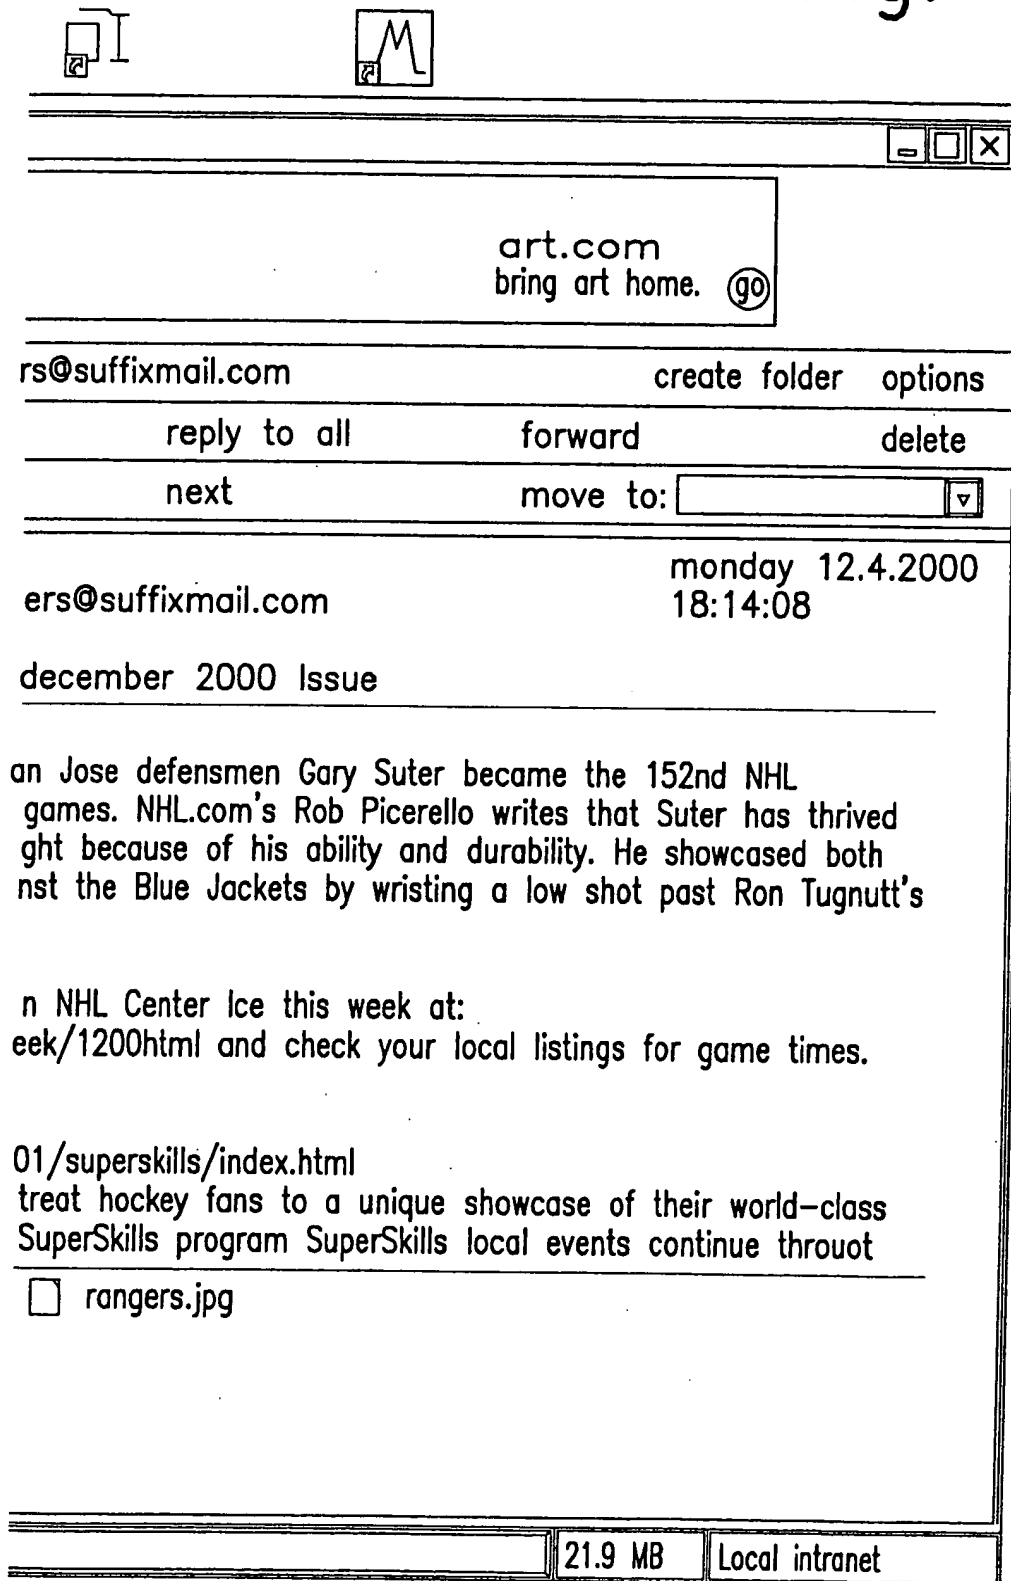 art.com
bring art home. go
rs@suffixmail.com create folder options
reply to all forward delete
next move to:
monday 12.4.2000
ers@suffixmail.com 18:14:08
december 2000 Issue
an Jose defensmen Gary Suter became the 152nd NHL
games. NHL.com's Rob Picerello writes that Suter has thrived
ght because of his ability and durability. He showcased both
nst the Blue Jackets by wristing a low shot past Ron Tugnutt's
n NHL Center Ice this week at:
eek/1200html and check your local listings for game times.
01/superskills/index.html
treat hockey fans to a unique showcase of their world-class
SuperSkills program SuperSkills local events continue throuot
rangers.jpg
21.9 MB Local intranet